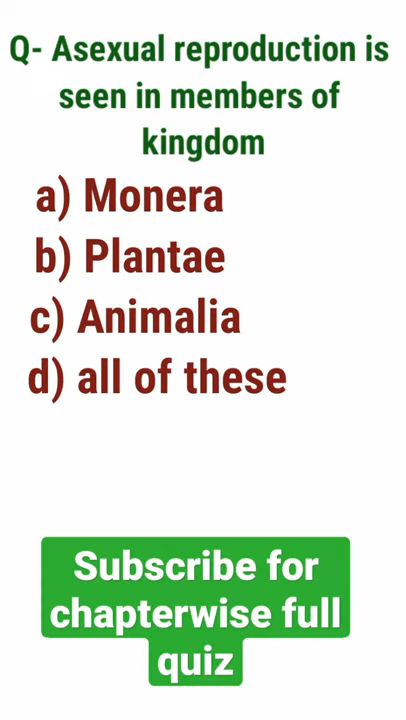 Q- Asexual reproduction is
seen in members of
kingdom
a) Monera
b) Plantae
c) Animalia
d) all of these
Subscribe for
chapterwise full
quiz